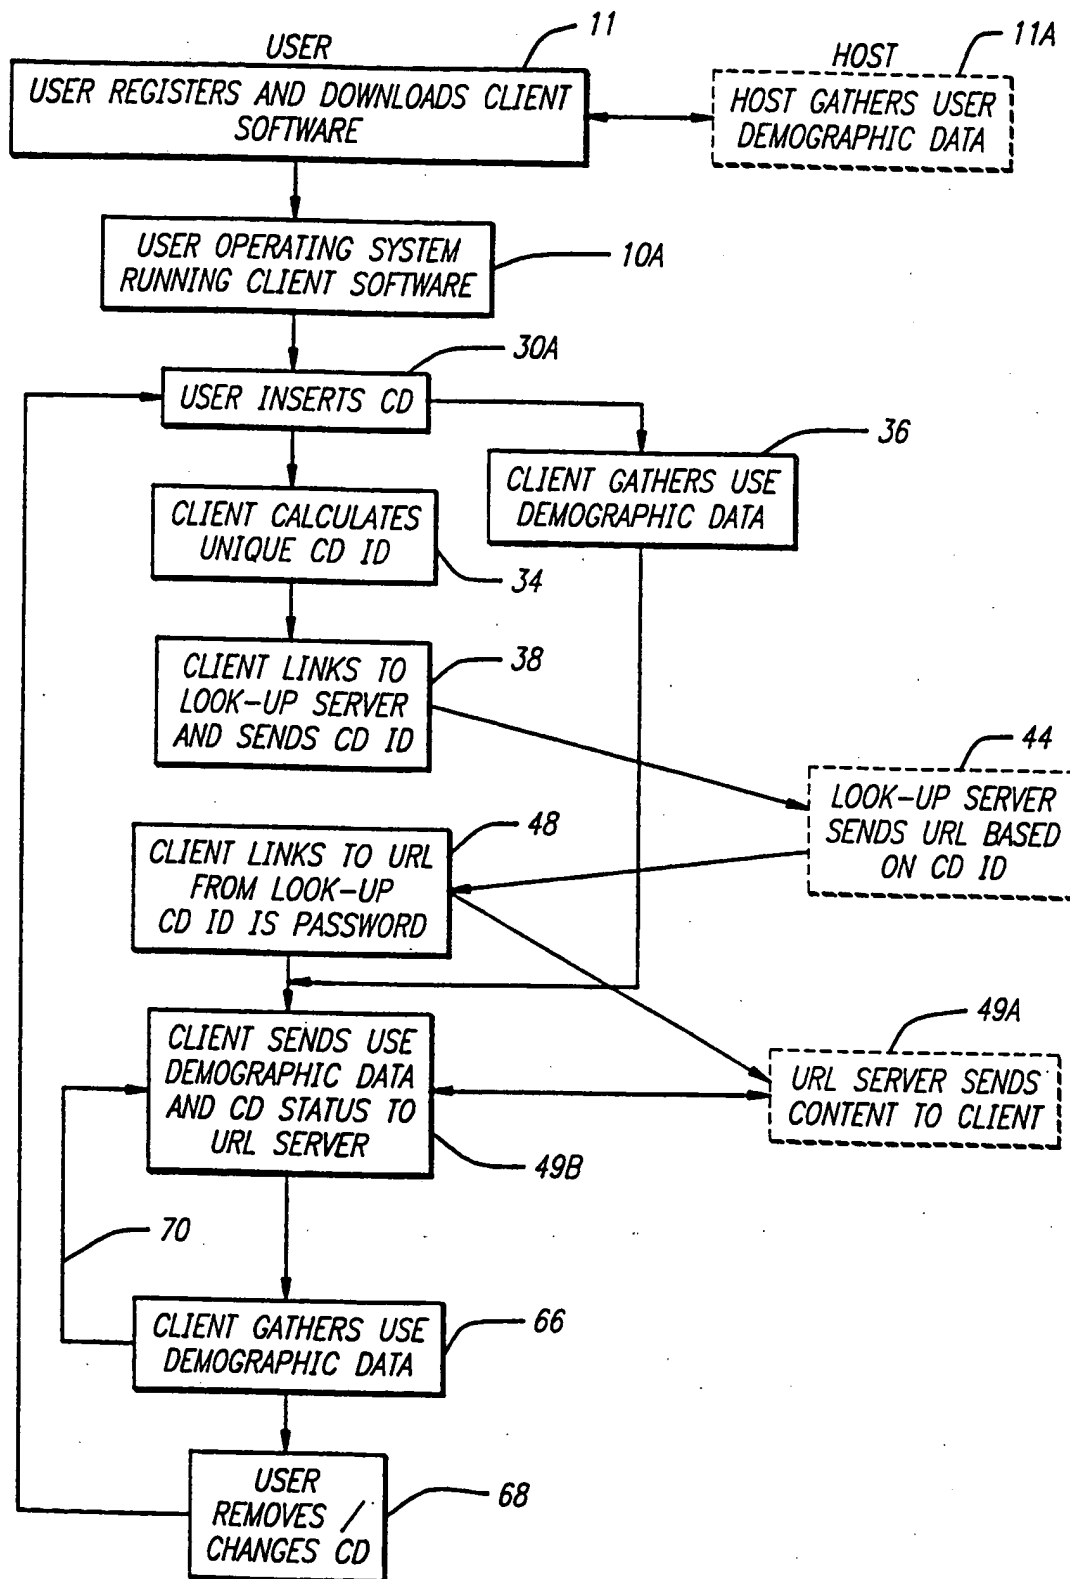 11
USER
USER REGISTERS AND DOWNLOADS CLIENT
SOFTWARE
11A
HOST
HOST GATHERS USER
DEMOGRAPHIC DATA
USER OPERATING SYSTEM
RUNNING CLIENT SOFTWARE
10A
30A
USER INSERTS CD
36
CLIENT GATHERS USE
DEMOGRAPHIC DATA
CLIENT CALCULATES
UNIQUE CD ID
34
CLIENT LINKS TO
LOOK-UP SERVER
AND SENDS CD ID
38
44
LOOK-UP SERVER
SENDS URL BASED
ON CD ID
48
CLIENT LINKS TO URL
FROM LOOK-UP
CD ID IS PASSWORD
CLIENT SENDS USE
DEMOGRAPHIC DATA
AND CD STATUS TO
URL SERVER
49B
49A
URL SERVER SENDS
CONTENT TO CLIENT
70
CLIENT GATHERS USE
DEMOGRAPHIC DATA
66
USER
REMOVES /
CHANGES CD
68